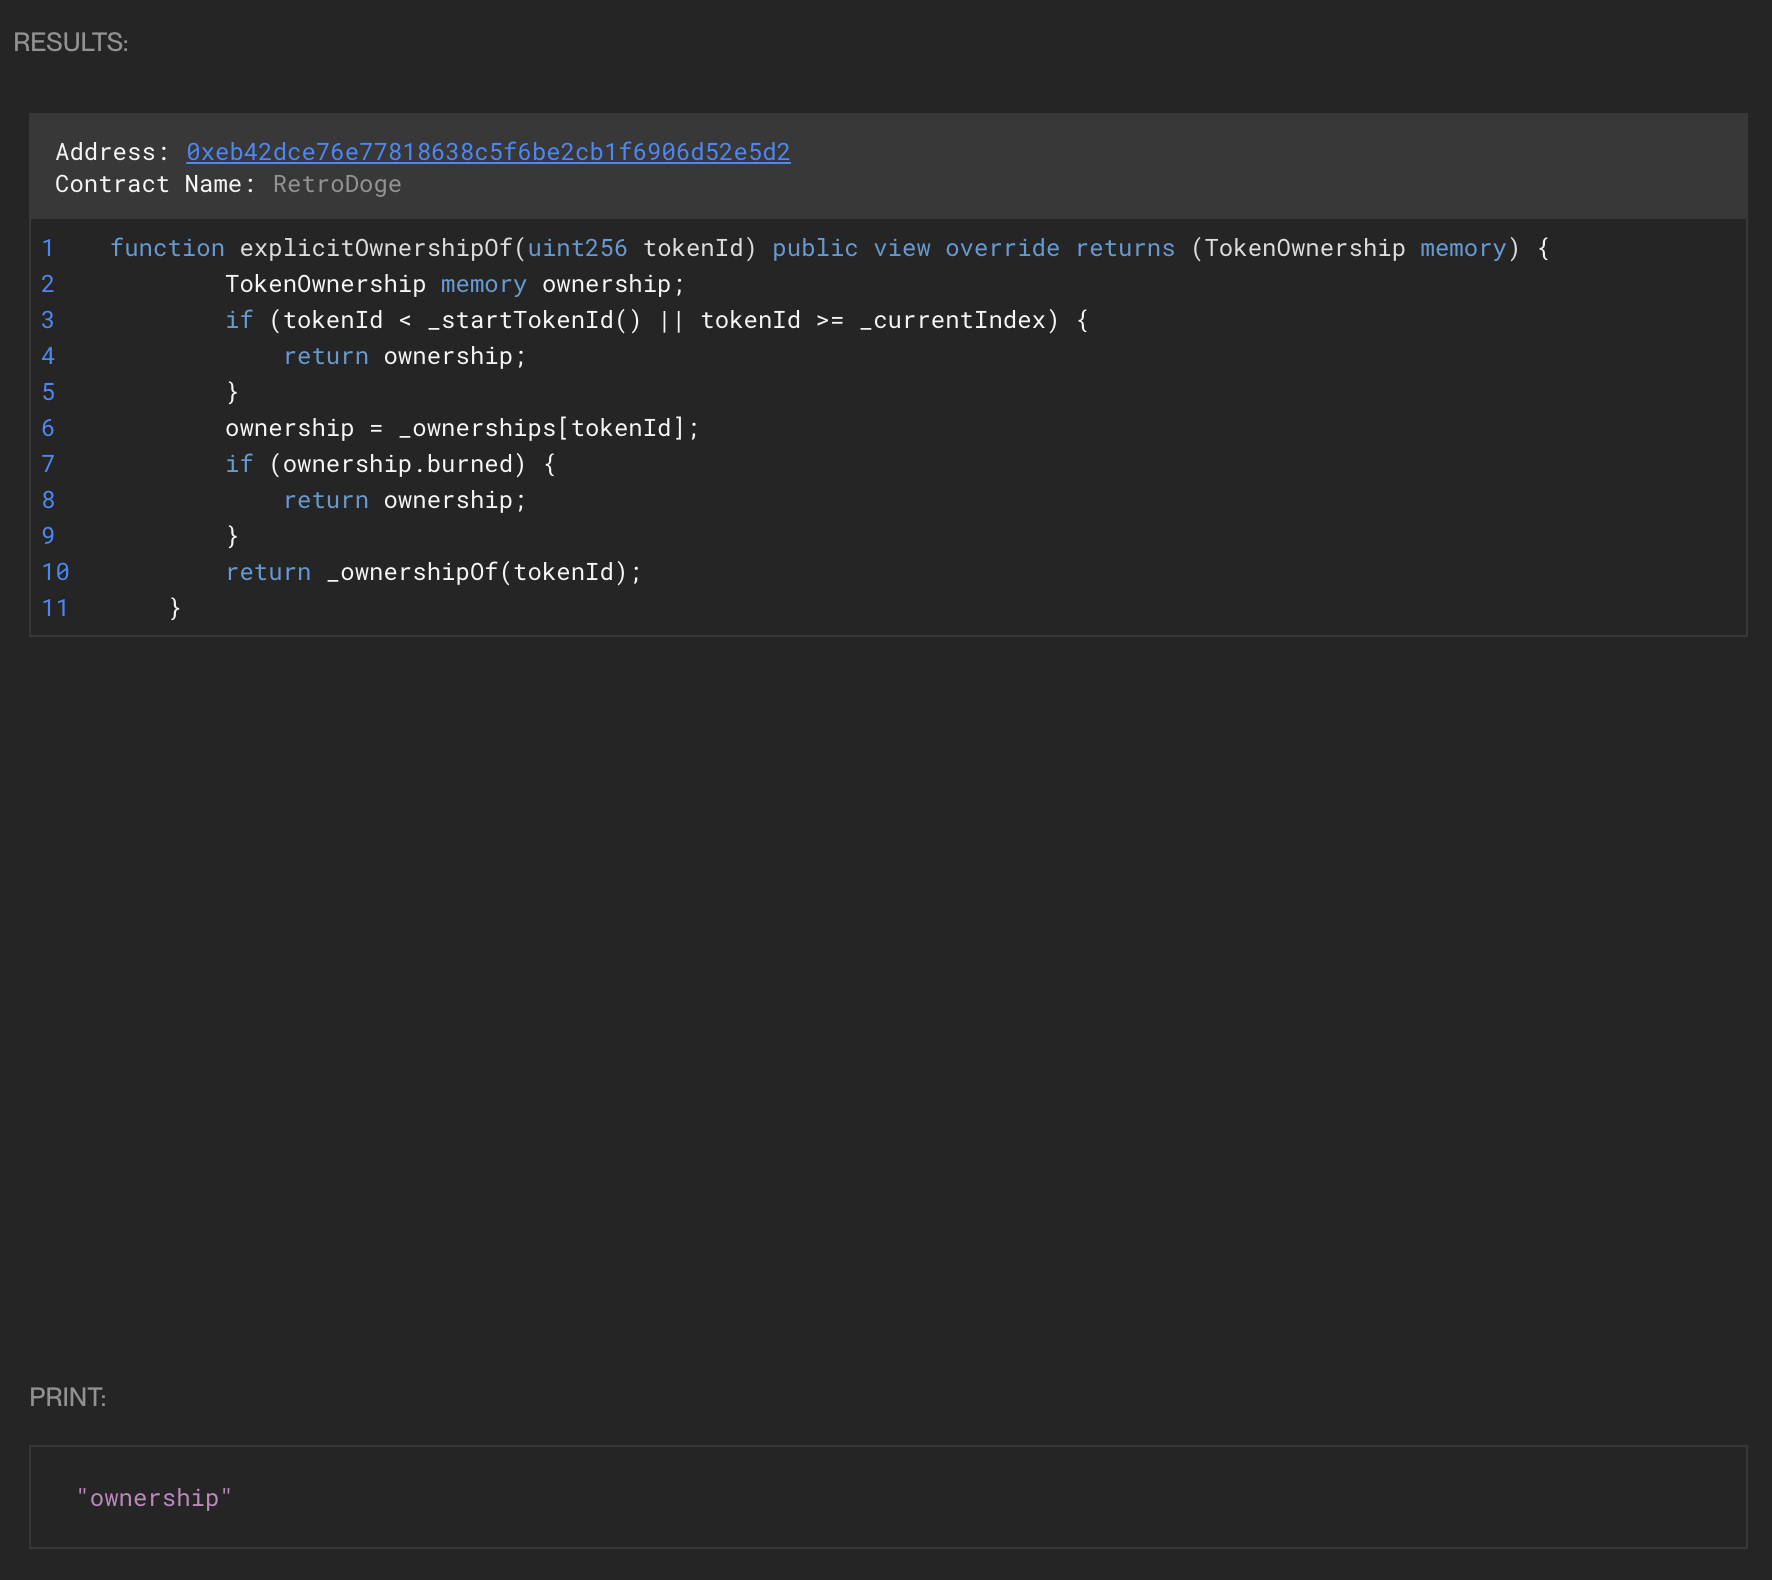 RESULTS:
Address: 0xeb42dce76e77818638c5f6be2cb1f6906d52e5d2
Contract Name: RetroDoge
1 function explicitOwnershipOf(uint256 tokenId) public view override returns (TokenOwnership memory) {
2 TokenOwnership memory ownership;
3 if (tokenId < _startTokenId() || tokenId >= _currentIndex) {
4 return ownership;
5 }
6 ownership = _ownerships[tokenId];
7 if (ownership.burned) {
8 return ownership;
9 }
10 return _ownershipOf(tokenId);
11 }
PRINT:
"ownership"